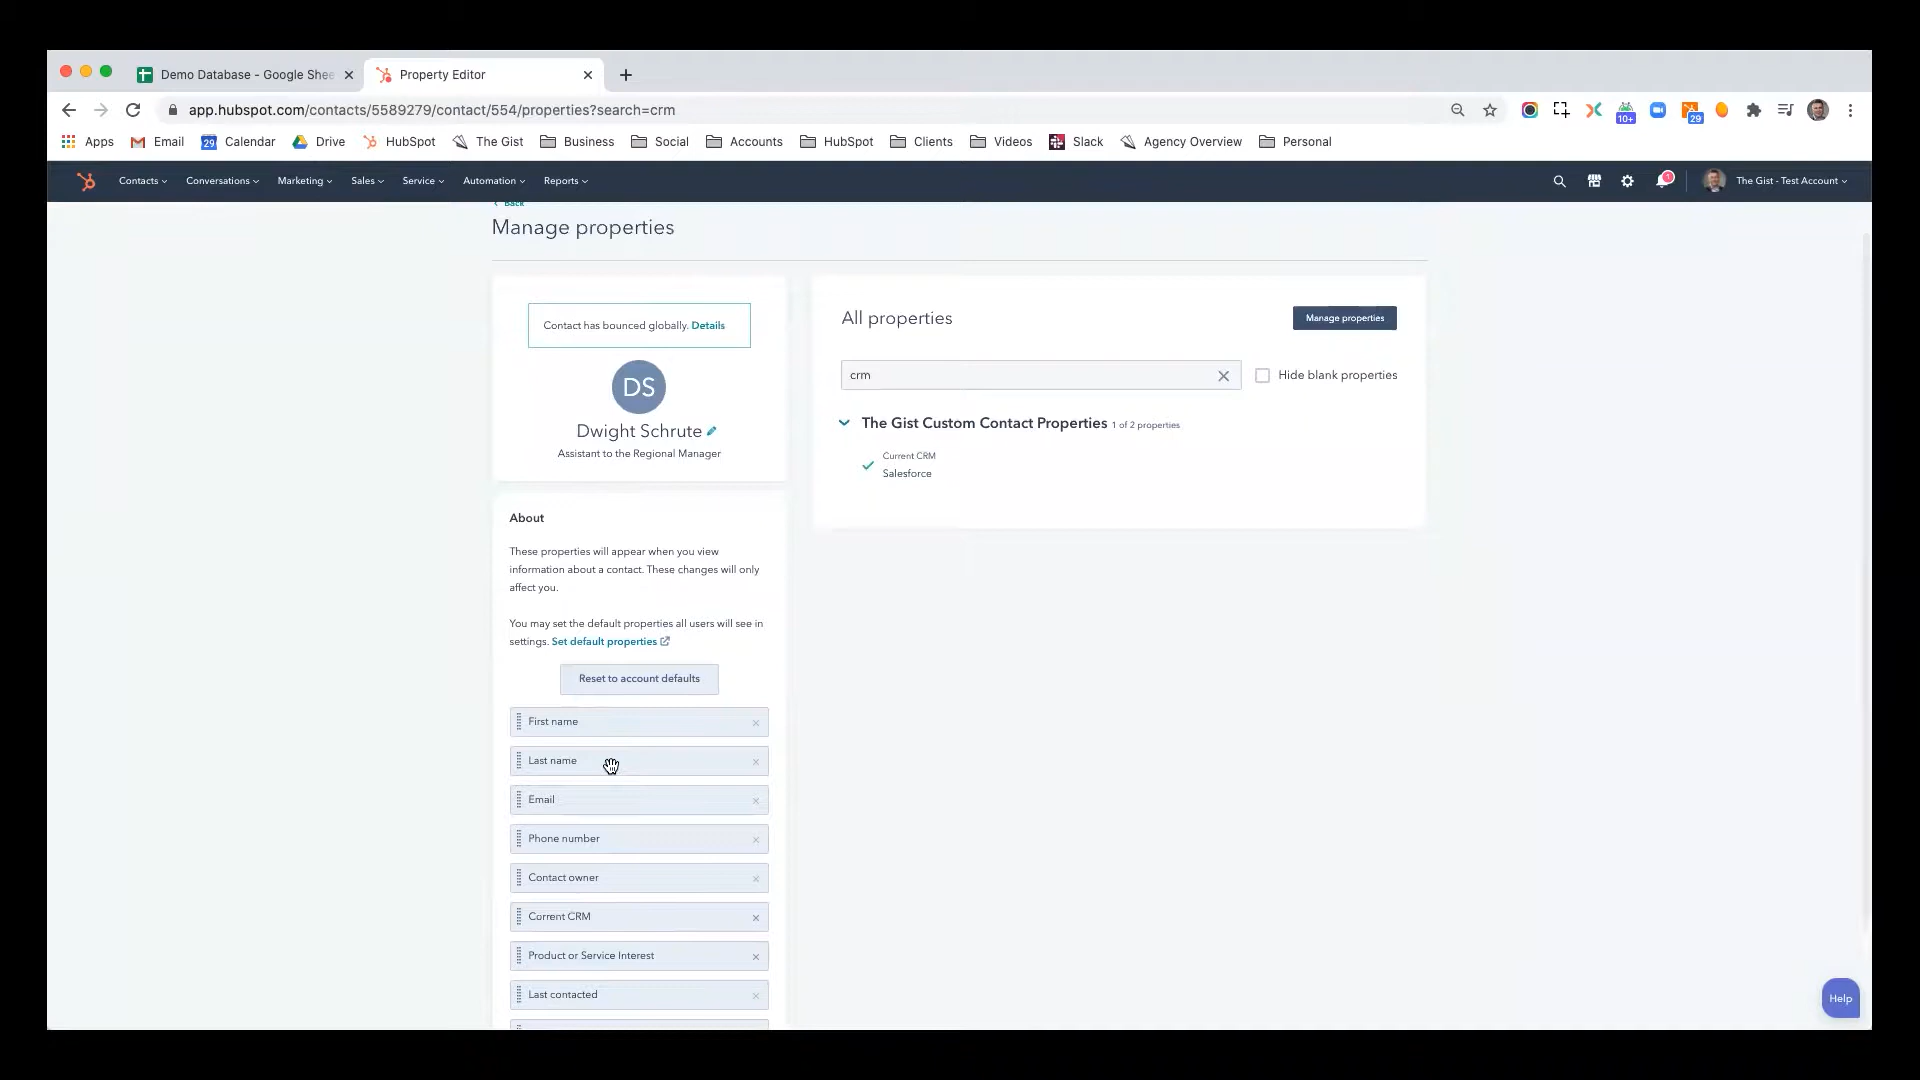 Demo Database - Google Shee
Property Editor
app.hubspot.com/contacts/5589279/contact/554/properties?search=crm
10+
29
Apps
Email
29
Calendar
Drive
HubSpot
The Gist
Business
Social
Accounts
HubSpot
Clients
Videos
Slack
Agency Overview
Personal
Contacts
Conversations
Marketing
Sales
Service
Automation
Reports
1
The Gist - Test Account
Back
Manage properties
Contact has bounced globally. Details
DS
Dwight Schrute
Assistant to the Regional Manager
About
These properties will appear when you view
information about a contact. These changes will only
affect you.
You may set the default properties all users will see in
settings. Set default properties
Reset to account defaults
First name
Last name
Email
Phone number
Contact owner
Current CRM
Product or Service Interest
Last contacted
All properties
Manage properties
crm
Hide blank properties
The Gist Custom Contact Properties 1 of 2 properties
Current CRM
Salesforce
Help